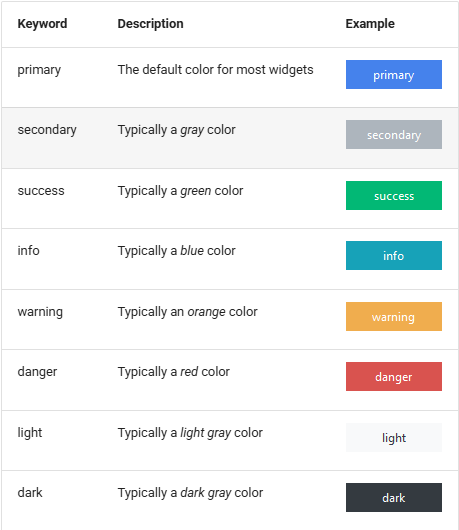 Keyword Description Example
primary The default color for most widgets primary
secondary Typically a gray color secondary
success Typically a green color success
info Typically a blue color info
warning Typically an orange color warning
danger Typically a red color danger
light Typically a light gray color light
dark Typically a dark gray color dark